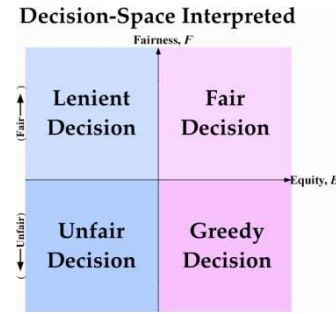 Decision-Space Interpreted
Fairness, F
Lenient
Decision
Fair
Decision
(Fair)
Equity, E
(Unfair)
Unfair
Decision
Greedy
Decision